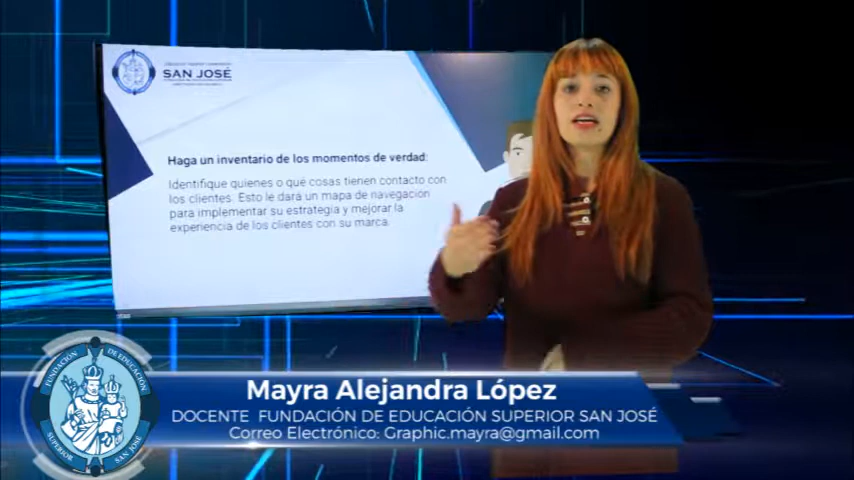 SAN JOSÉ
Haga un inventario de los momentos de verdad:
Identifique quienes o qué cosas tienen contacto con
los clientes. Esto le dará un mapa de navegación
para implementar su estrategia y mejorar la
experiencia de los clientes con su marca.
FUNDACIÓN DE EDUCACIÓN
SUPERIOR SAN JOSÉ
Mayra Alejandra López
DOCENTE FUNDACIÓN DE EDUCACIÓN SUPERIOR SAN JOSÉ
Correo Electrónico: Graphic.mayra@gmail.com